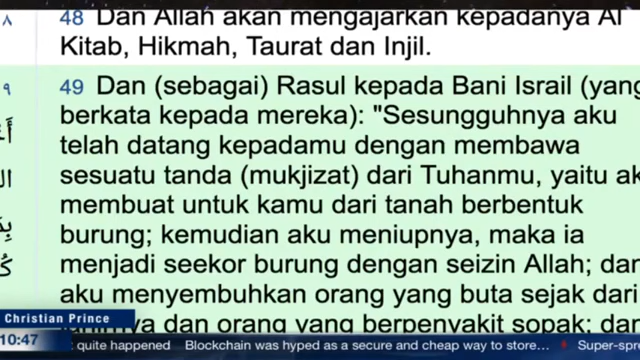 48 Dan Allah akan mengajarkan kepadanya Al
Kitab, Hikmah, Taurat dan Injil.
49 Dan (sebagai) Rasul kepada Bani Israil (yang
berkata kepada mereka): "Sesungguhnya aku
telah datang kepadamu dengan membawa
sesuatu tanda (mukjizat) dari Tuhanmu, yaitu ak
membuat untuk kamu dari tanah berbentuk
burung; kemudian aku meniupnya, maka ia
menjadi seekor burung dengan seizin Allah; dan
aku menyembuhkan orang yang buta sejak dari
dan orang yang berpenyakit sopak; dan
Christian Prince
10:47
quite happened Blockchain was hyped as a secure and cheap way to store... Super-spr